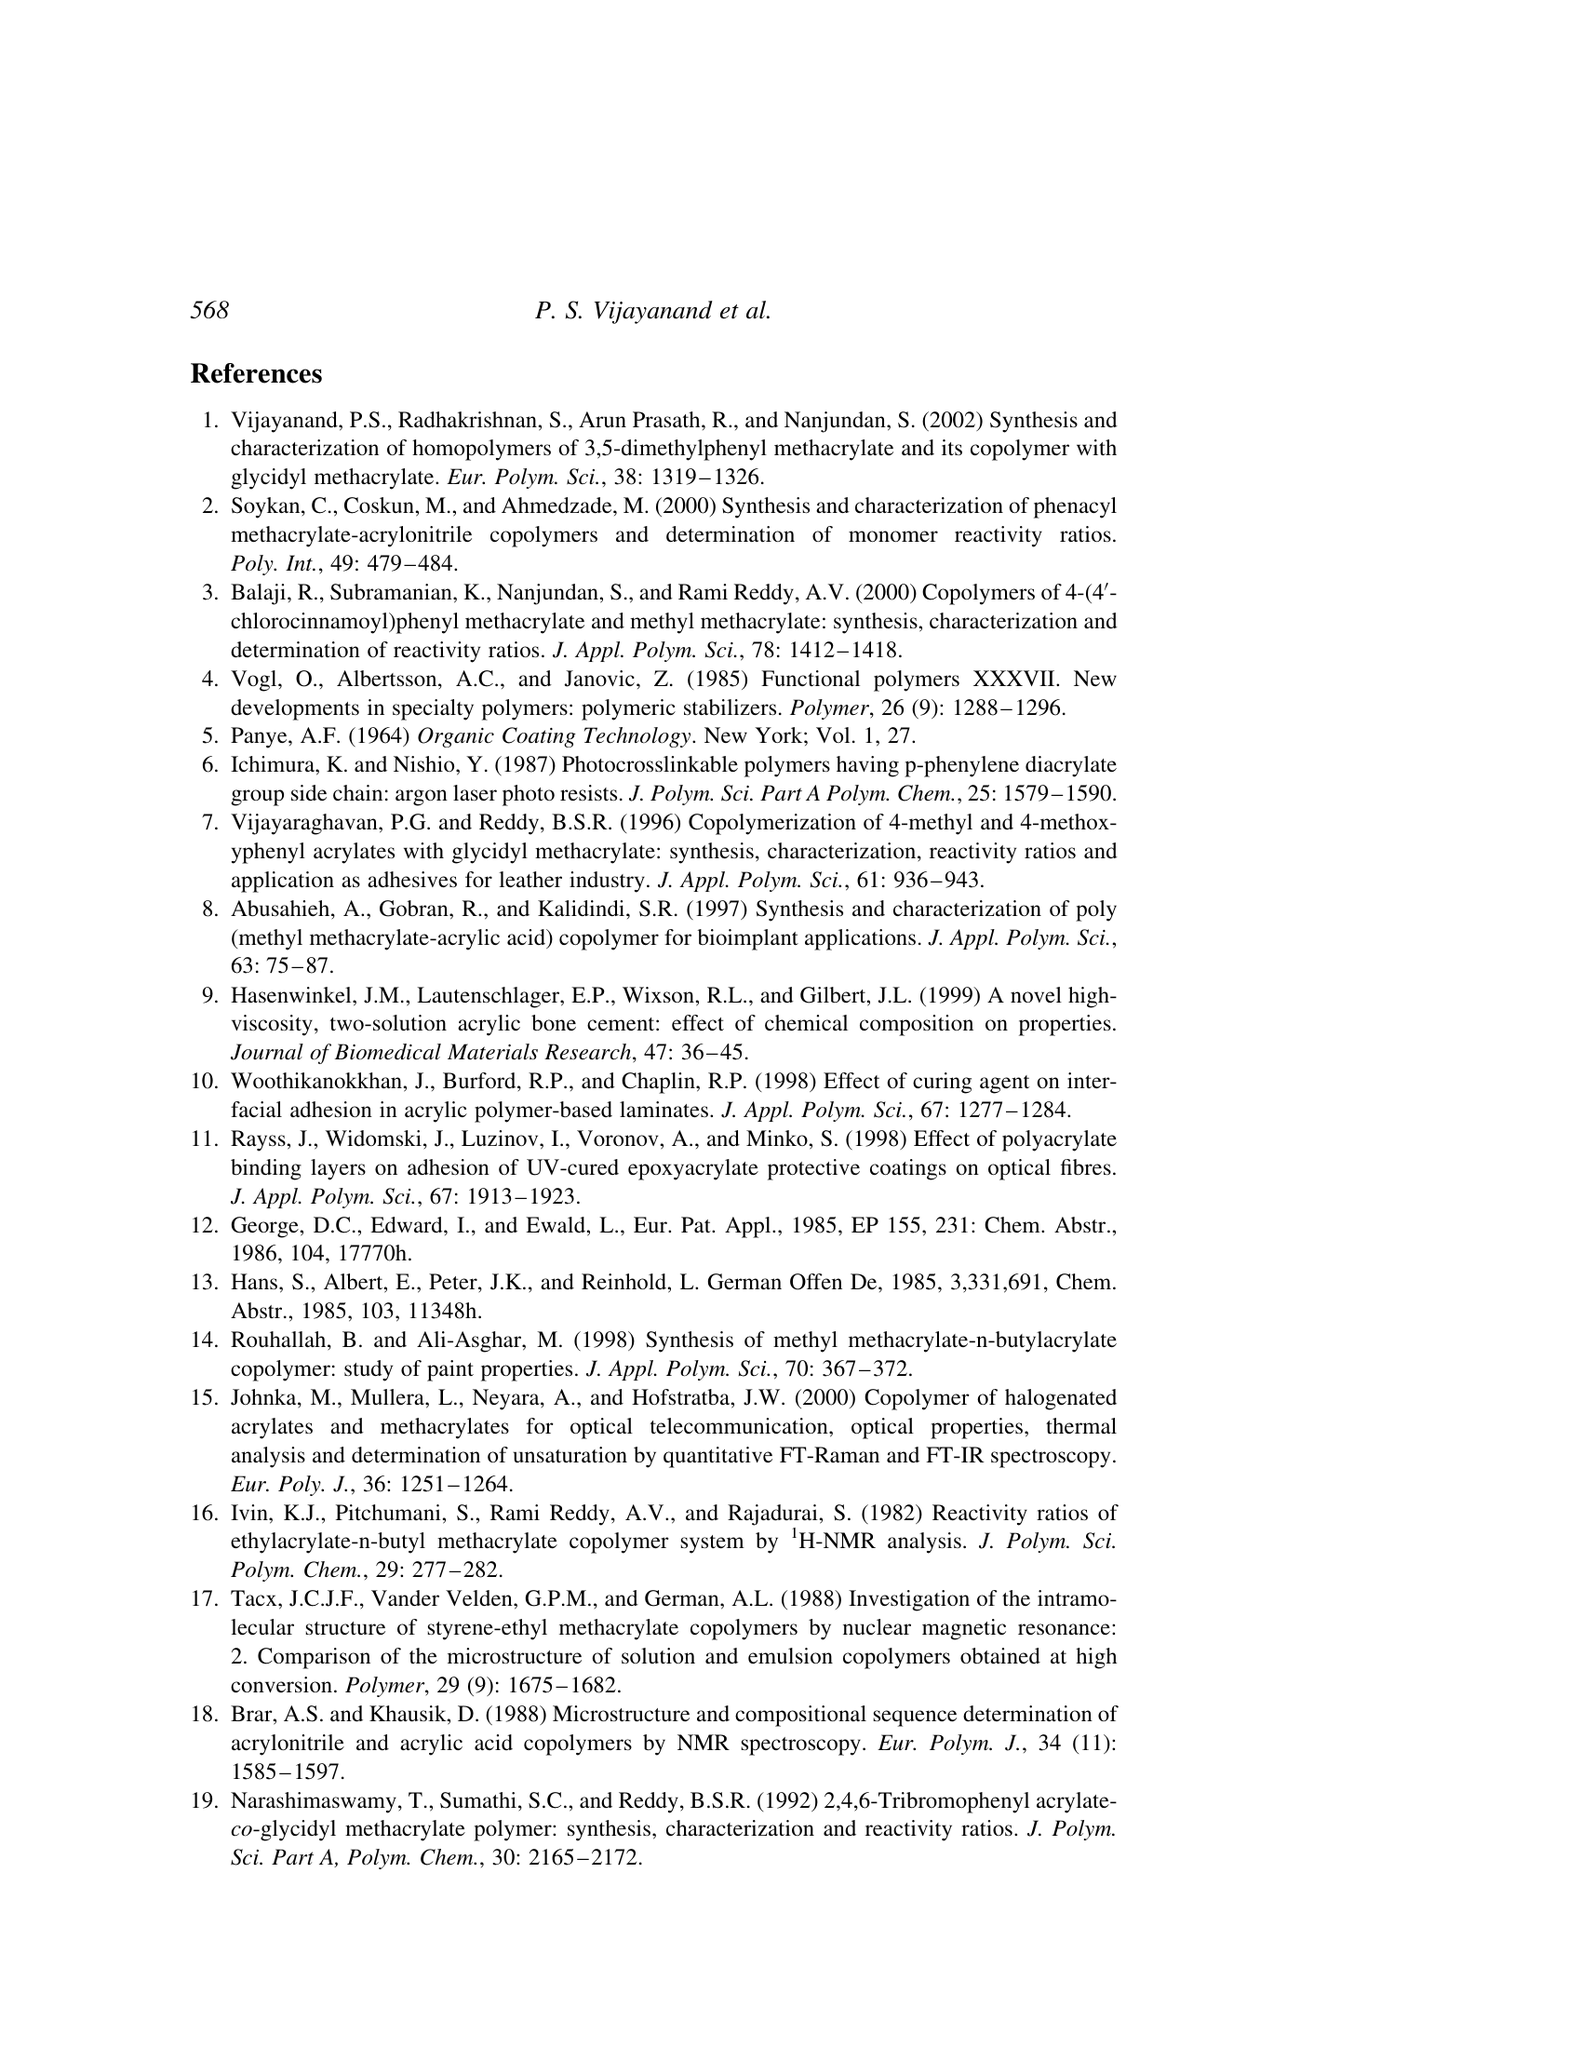 568
P. S. Vijayanand et al.
References
1. Vijayanand, P.S., Radhakrishnan, S., Arun Prasath, R., and Nanjundan, S. (2002) Synthesis and
characterization of homopolymers of 3,5-dimethylphenyl methacrylate and its copolymer with
glycidyl methacrylate. Eur. Polym. Sci., 38: 1319–1326.
2. Soykan, C., Coskun, M., and Ahmedzade, M. (2000) Synthesis and characterization of phenacyl
methacrylate-acrylonitrile copolymers and determination of monomer reactivity ratios.
Poly. Int., 49: 479–484.
3. Balaji, R., Subramanian, K., Nanjundan, S., and Rami Reddy, A.V. (2000) Copolymers of 4-(4′-
chlorocinnamoyl)phenyl methacrylate and methyl methacrylate: synthesis, characterization and
determination of reactivity ratios. J. Appl. Polym. Sci., 78: 1412–1418.
4. Vogl, O., Albertsson, A.C., and Janovic, Z. (1985) Functional polymers XXXVII. New
developments in specialty polymers: polymeric stabilizers. Polymer, 26 (9): 1288–1296.
5. Panye, A.F. (1964) Organic Coating Technology. New York; Vol. 1, 27.
6. Ichimura, K. and Nishio, Y. (1987) Photocrosslinkable polymers having p-phenylene diacrylate
group side chain: argon laser photo resists. J. Polym. Sci. Part A Polym. Chem., 25: 1579–1590.
7. Vijayaraghavan, P.G. and Reddy, B.S.R. (1996) Copolymerization of 4-methyl and 4-methox-
yphenyl acrylates with glycidyl methacrylate: synthesis, characterization, reactivity ratios and
application as adhesives for leather industry. J. Appl. Polym. Sci., 61: 936–943.
8. Abusahieh, A., Gobran, R., and Kalidindi, S.R. (1997) Synthesis and characterization of poly
(methyl methacrylate-acrylic acid) copolymer for bioimplant applications. J. Appl. Polym. Sci.,
63: 75–87.
9. Hasenwinkel, J.M., Lautenschlager, E.P., Wixson, R.L., and Gilbert, J.L. (1999) A novel high-
viscosity, two-solution acrylic bone cement: effect of chemical composition on properties.
Journal of Biomedical Materials Research, 47: 36–45.
10. Woothikanokkhan, J., Burford, R.P., and Chaplin, R.P. (1998) Effect of curing agent on inter-
facial adhesion in acrylic polymer-based laminates. J. Appl. Polym. Sci., 67: 1277–1284.
11. Rayss, J., Widomski, J., Luzinov, I., Voronov, A., and Minko, S. (1998) Effect of polyacrylate
binding layers on adhesion of UV-cured epoxyacrylate protective coatings on optical fibres.
J. Appl. Polym. Sci., 67: 1913–1923.
12. George, D.C., Edward, I., and Ewald, L., Eur. Pat. Appl., 1985, EP 155, 231: Chem. Abstr.,
1986, 104, 17770h.
13. Hans, S., Albert, E., Peter, J.K., and Reinhold, L. German Offen De, 1985, 3,331,691, Chem.
Abstr., 1985, 103, 11348h.
14. Rouhallah, B. and Ali-Asghar, M. (1998) Synthesis of methyl methacrylate-n-butylacrylate
copolymer: study of paint properties. J. Appl. Polym. Sci., 70: 367–372.
15. Johnka, M., Mullera, L., Neyara, A., and Hofstratba, J.W. (2000) Copolymer of halogenated
acrylates and methacrylates for optical telecommunication, optical properties, thermal
analysis and determination of unsaturation by quantitative FT-Raman and FT-IR spectroscopy.
Eur. Poly. J., 36: 1251–1264.
16. Ivin, K.J., Pitchumani, S., Rami Reddy, A.V., and Rajadurai, S. (1982) Reactivity ratios of
ethylacrylate-n-butyl methacrylate copolymer system by ¹H-NMR analysis. J. Polym. Sci.
Polym. Chem., 29: 277–282.
17. Tacx, J.C.J.F., Vander Velden, G.P.M., and German, A.L. (1988) Investigation of the intramo-
lecular structure of styrene-ethyl methacrylate copolymers by nuclear magnetic resonance:
2. Comparison of the microstructure of solution and emulsion copolymers obtained at high
conversion. Polymer, 29 (9): 1675–1682.
18. Brar, A.S. and Khausik, D. (1988) Microstructure and compositional sequence determination of
acrylonitrile and acrylic acid copolymers by NMR spectroscopy. Eur. Polym. J., 34 (11):
1585–1597.
19. Narashimaswamy, T., Sumathi, S.C., and Reddy, B.S.R. (1992) 2,4,6-Tribromophenyl acrylate-
co-glycidyl methacrylate polymer: synthesis, characterization and reactivity ratios. J. Polym.
Sci. Part A, Polym. Chem., 30: 2165–2172.